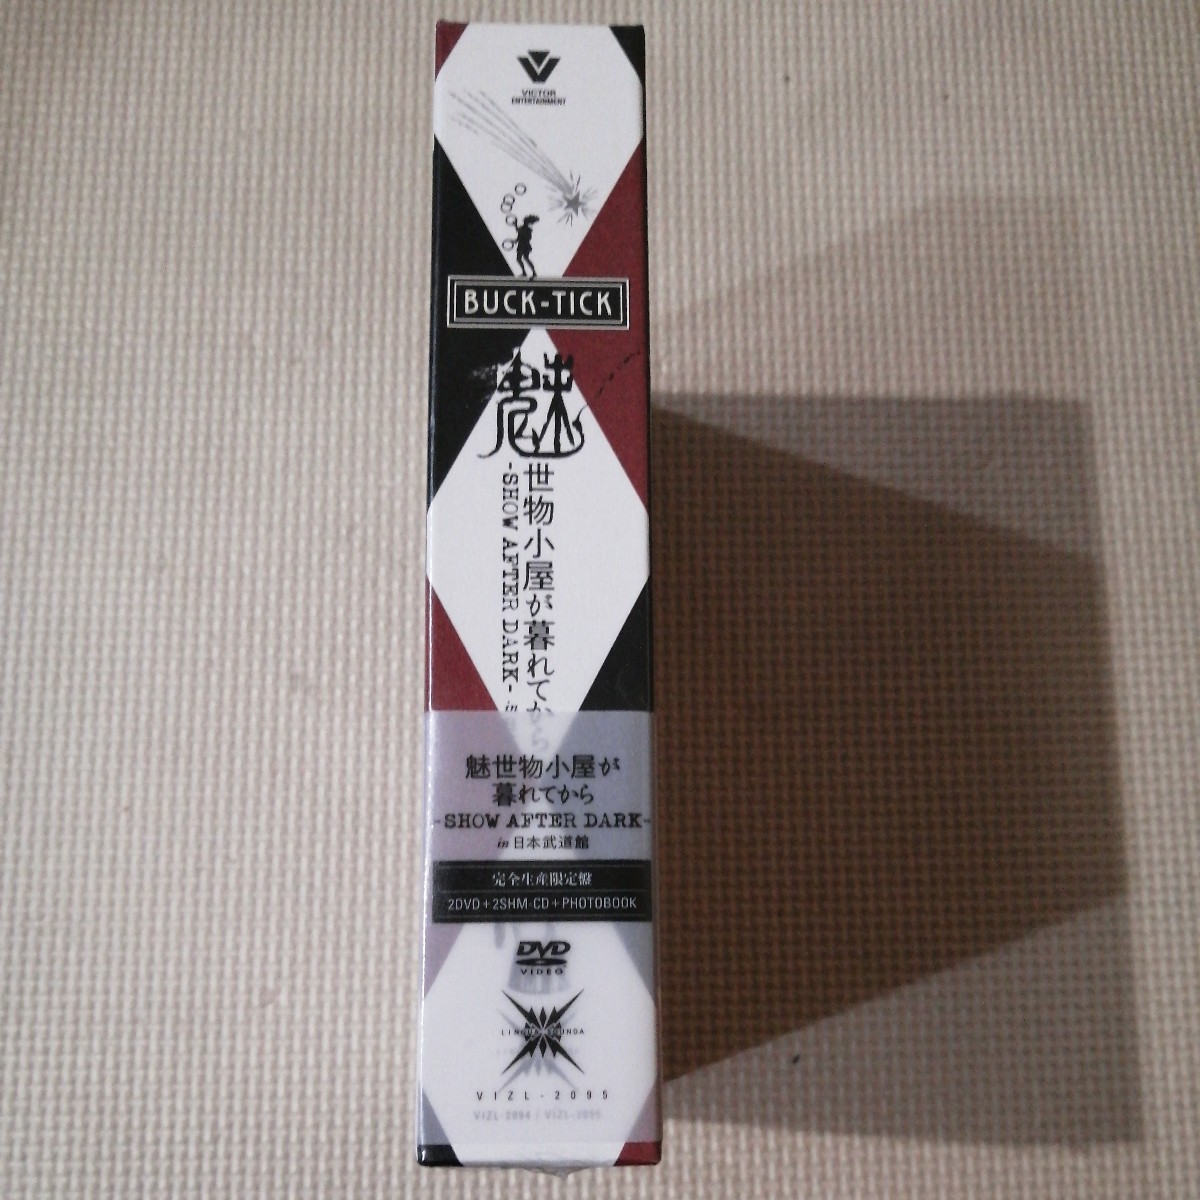 VICTOR
ENTERTAINMENT
BUCK-TICK
魅
世物小屋が暮れてから
-SHOW AFTER DARK- in
魅世物小屋が
暮れてから
-SHOW AFTER DARK-
in 日本武道館
完全生産限定盤
2DVD+2SHM-CD+PHOTOBOOK
DVD
VIDEO
LINGUA SOUNDA
VIZL-2095
VIZL-2094 / VIZL-2095